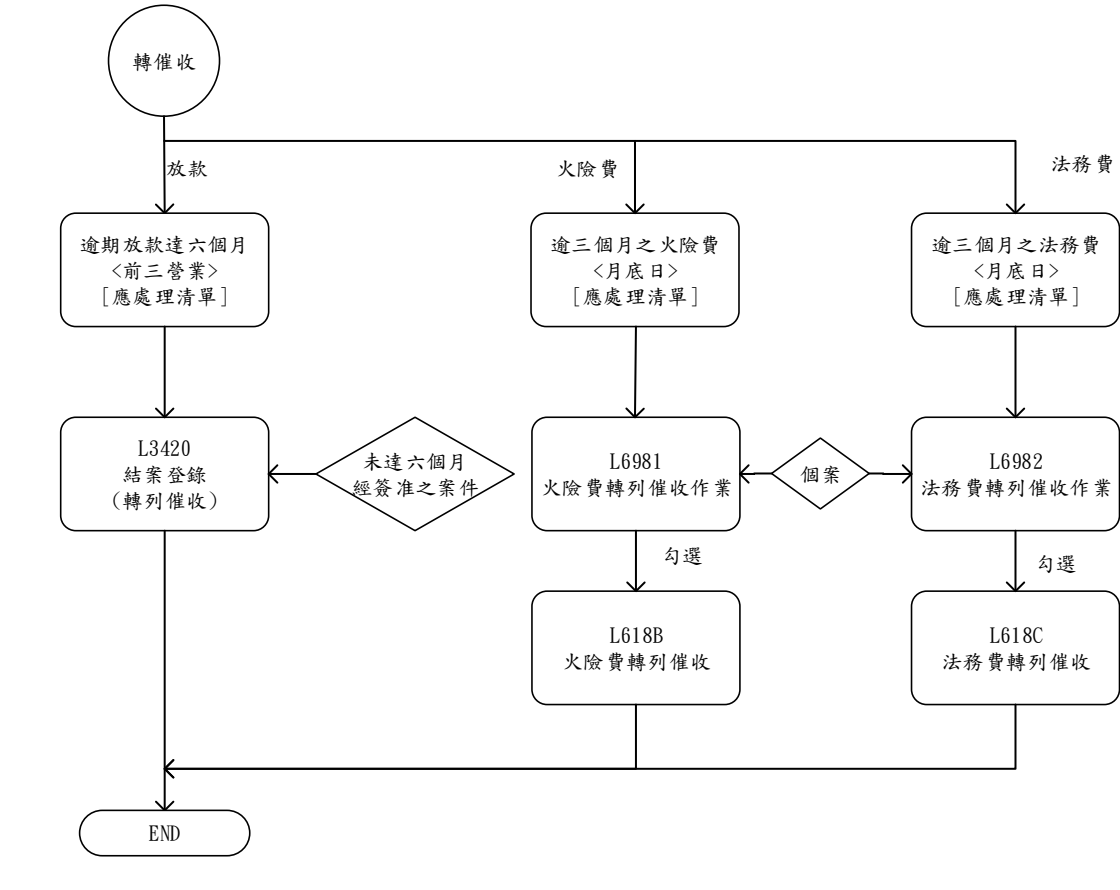 轉催收
放款
火險費
法務費
逾期放款達六個月
<前三營業>
[應處理清單]
逾三個月之火險費
<月底日>
[應處理清單]
逾三個月之法務費
<月底日>
[應處理清單]
L3420
結案登錄
(轉列催收)
未達六個月
經簽准之案件
L6981
火險費轉列催收作業
個案
L6982
法務費轉列催收作業
勾選
勾選
L618B
火險費轉列催收
L618C
法務費轉列催收
END